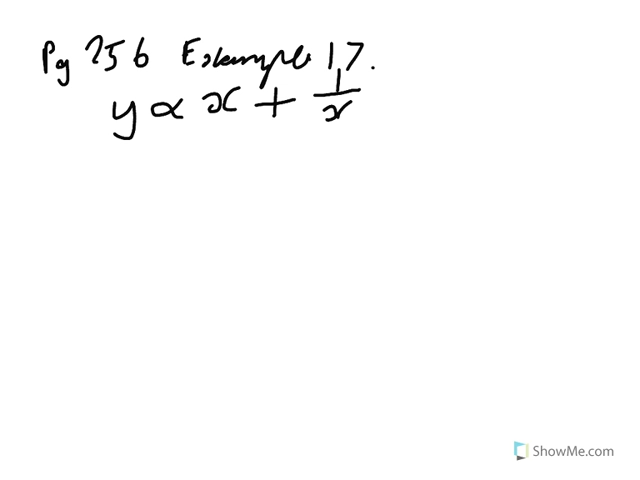 Pg 256 Example 17.
y ∝ x + 1/x
ShowMe.com